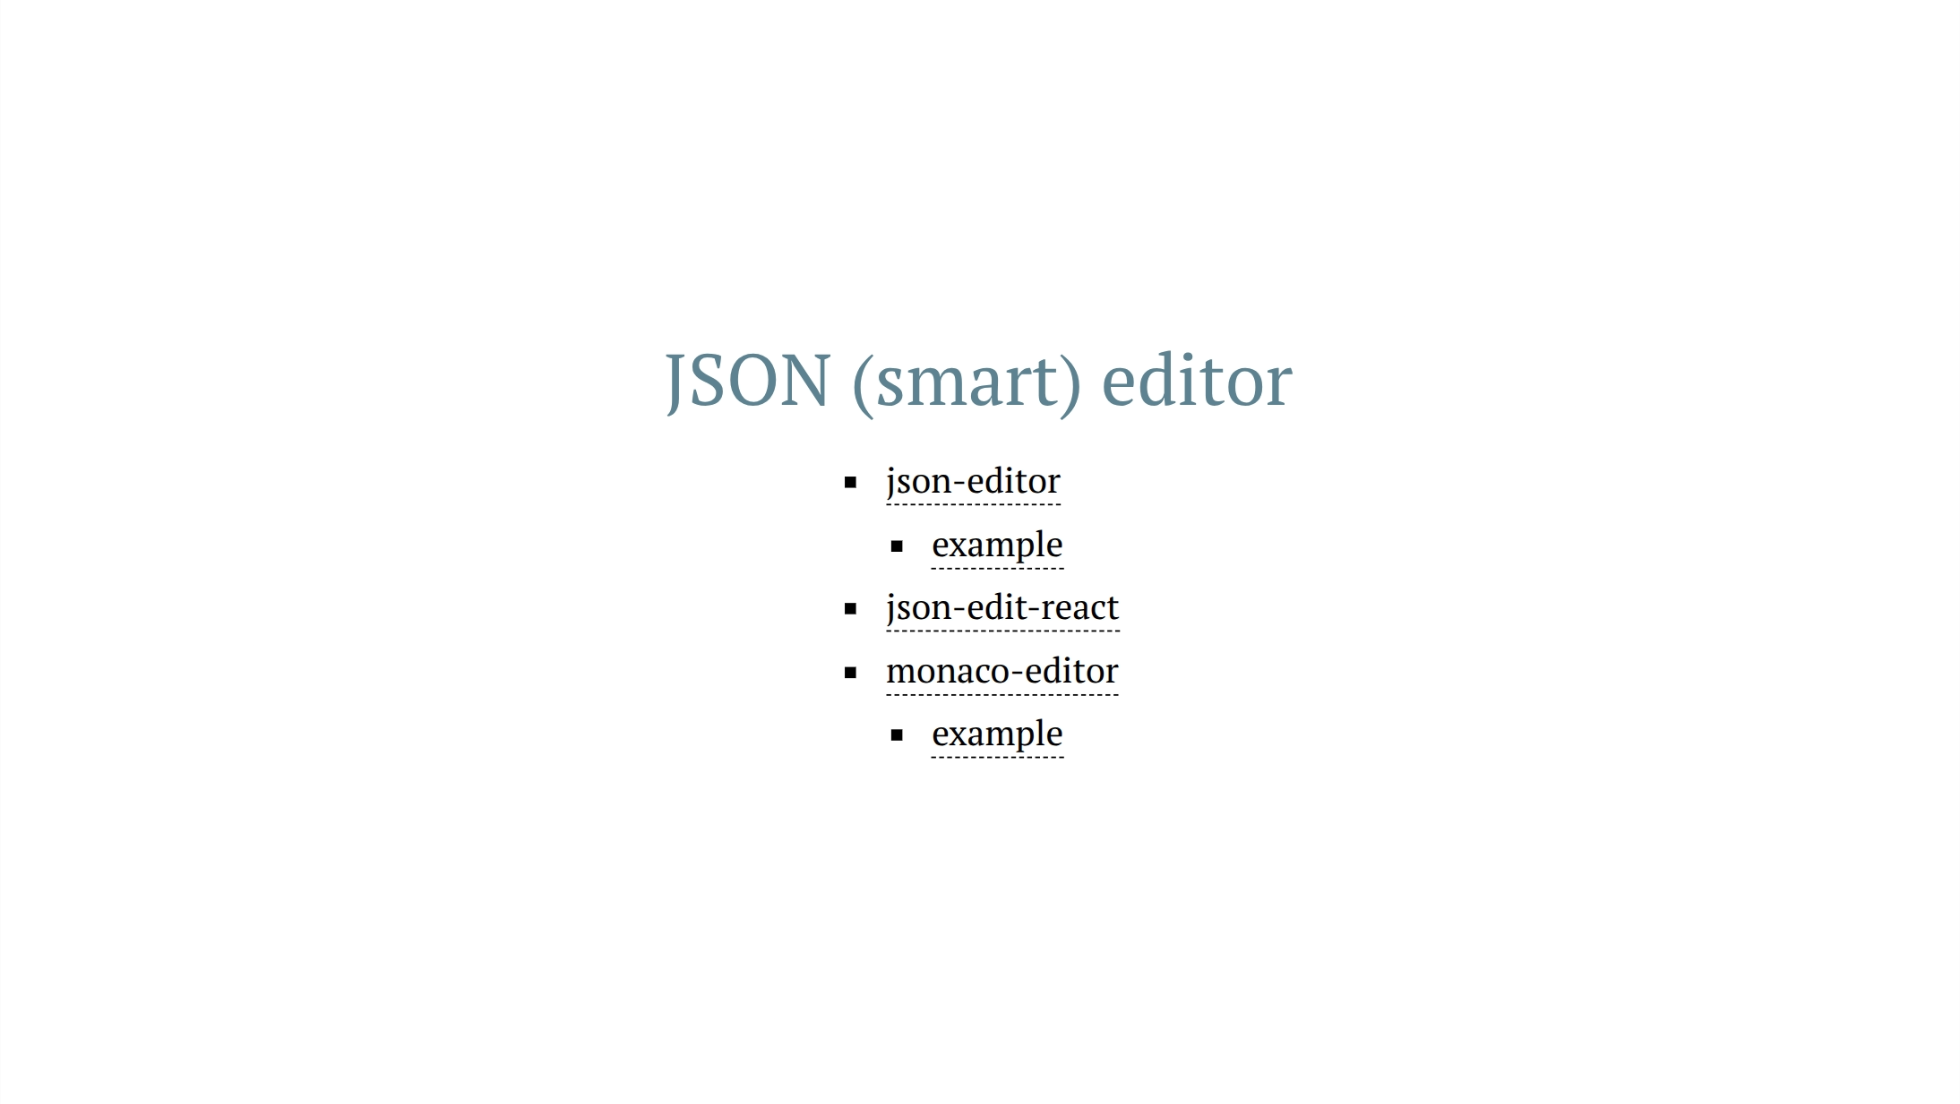 JSON (smart) editor
json-editor
example
json-edit-react
monaco-editor
example